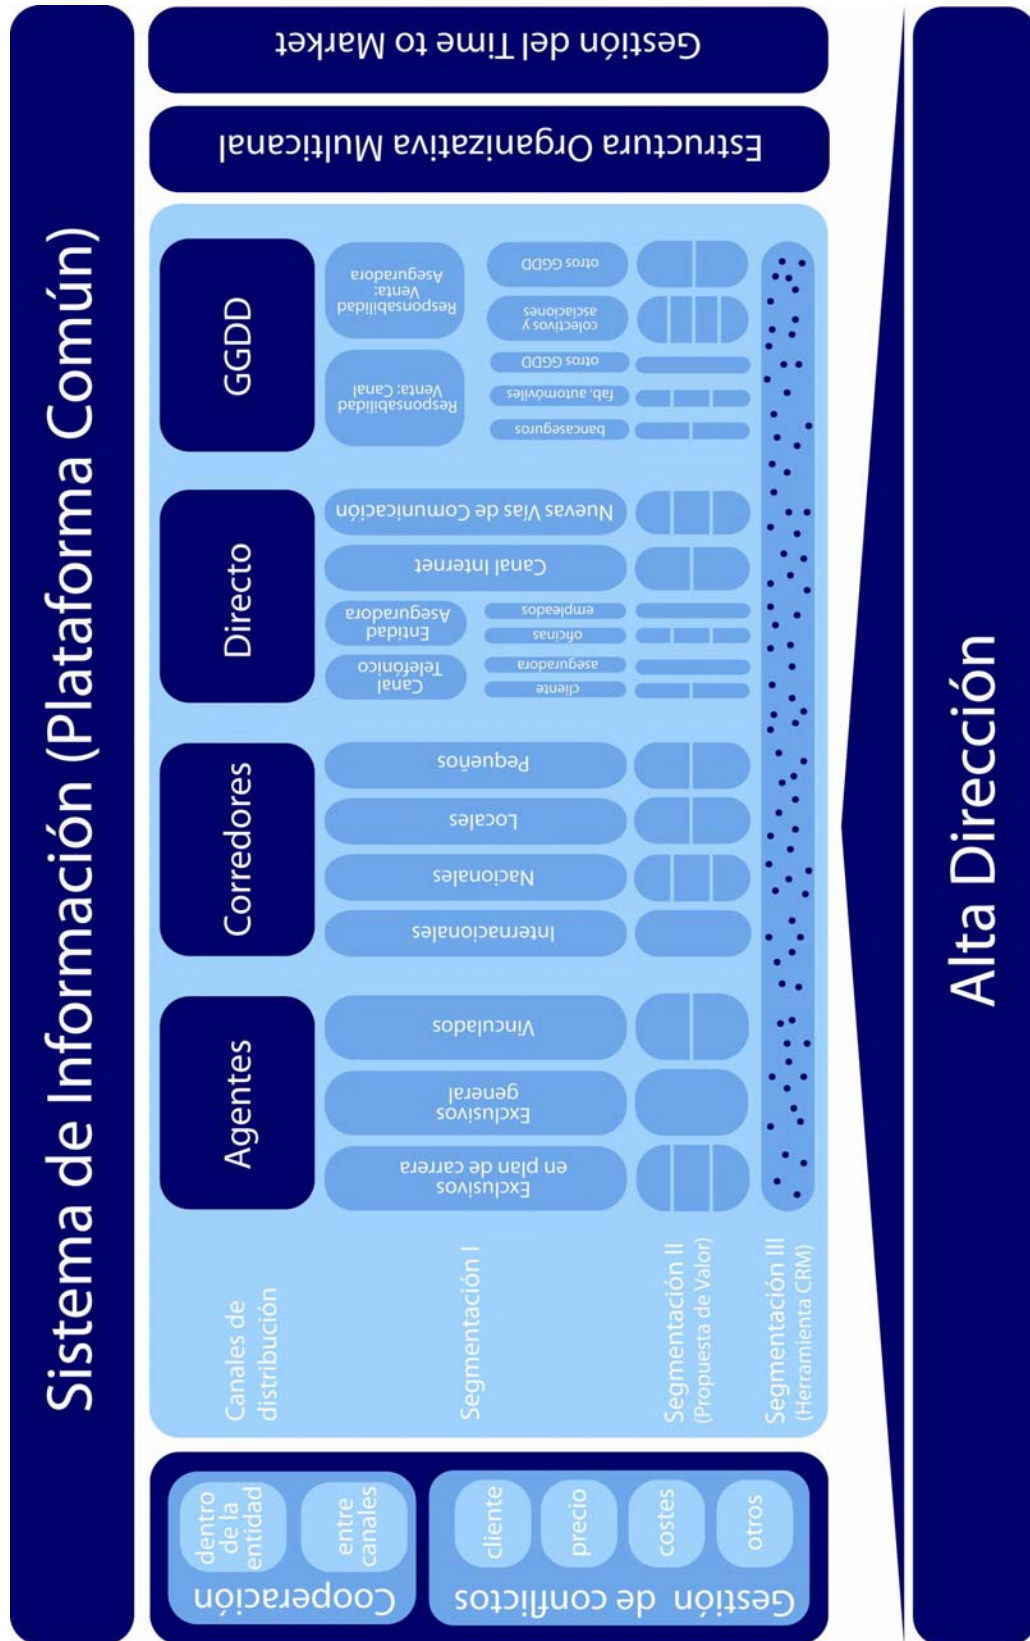 Sistema de Información (Plataforma Común)
Cooperación
dentro
de la
entidad
entre
canales
Gestión de conflictos
cliente
precio
costes
otros
Canales de
distribución
Agentes
Corredores
Directo
GGDD
Segmentación I
Exclusivos
en plan de carrera
Exclusivos
general
Vinculados
Internacionales
Nacionales
Locales
Pequeños
Canal
Telefónico
cliente
aseguradora
Entidad
Aseguradora
oficinas
empleados
Canal Internet
Nuevas Vías de Comunicación
Responsabilidad
Venta: Canal
bancaseguros
fab. automóviles
otros GGDD
Responsabilidad
Venta:
Aseguradora
colectivos y
asciaciones
otros GGDD
Segmentación II
(Propuesta de Valor)
Segmentación III
(Herramienta CRM)
Estructura Organizativa Multicanal
Gestión del Time to Market
Alta Dirección